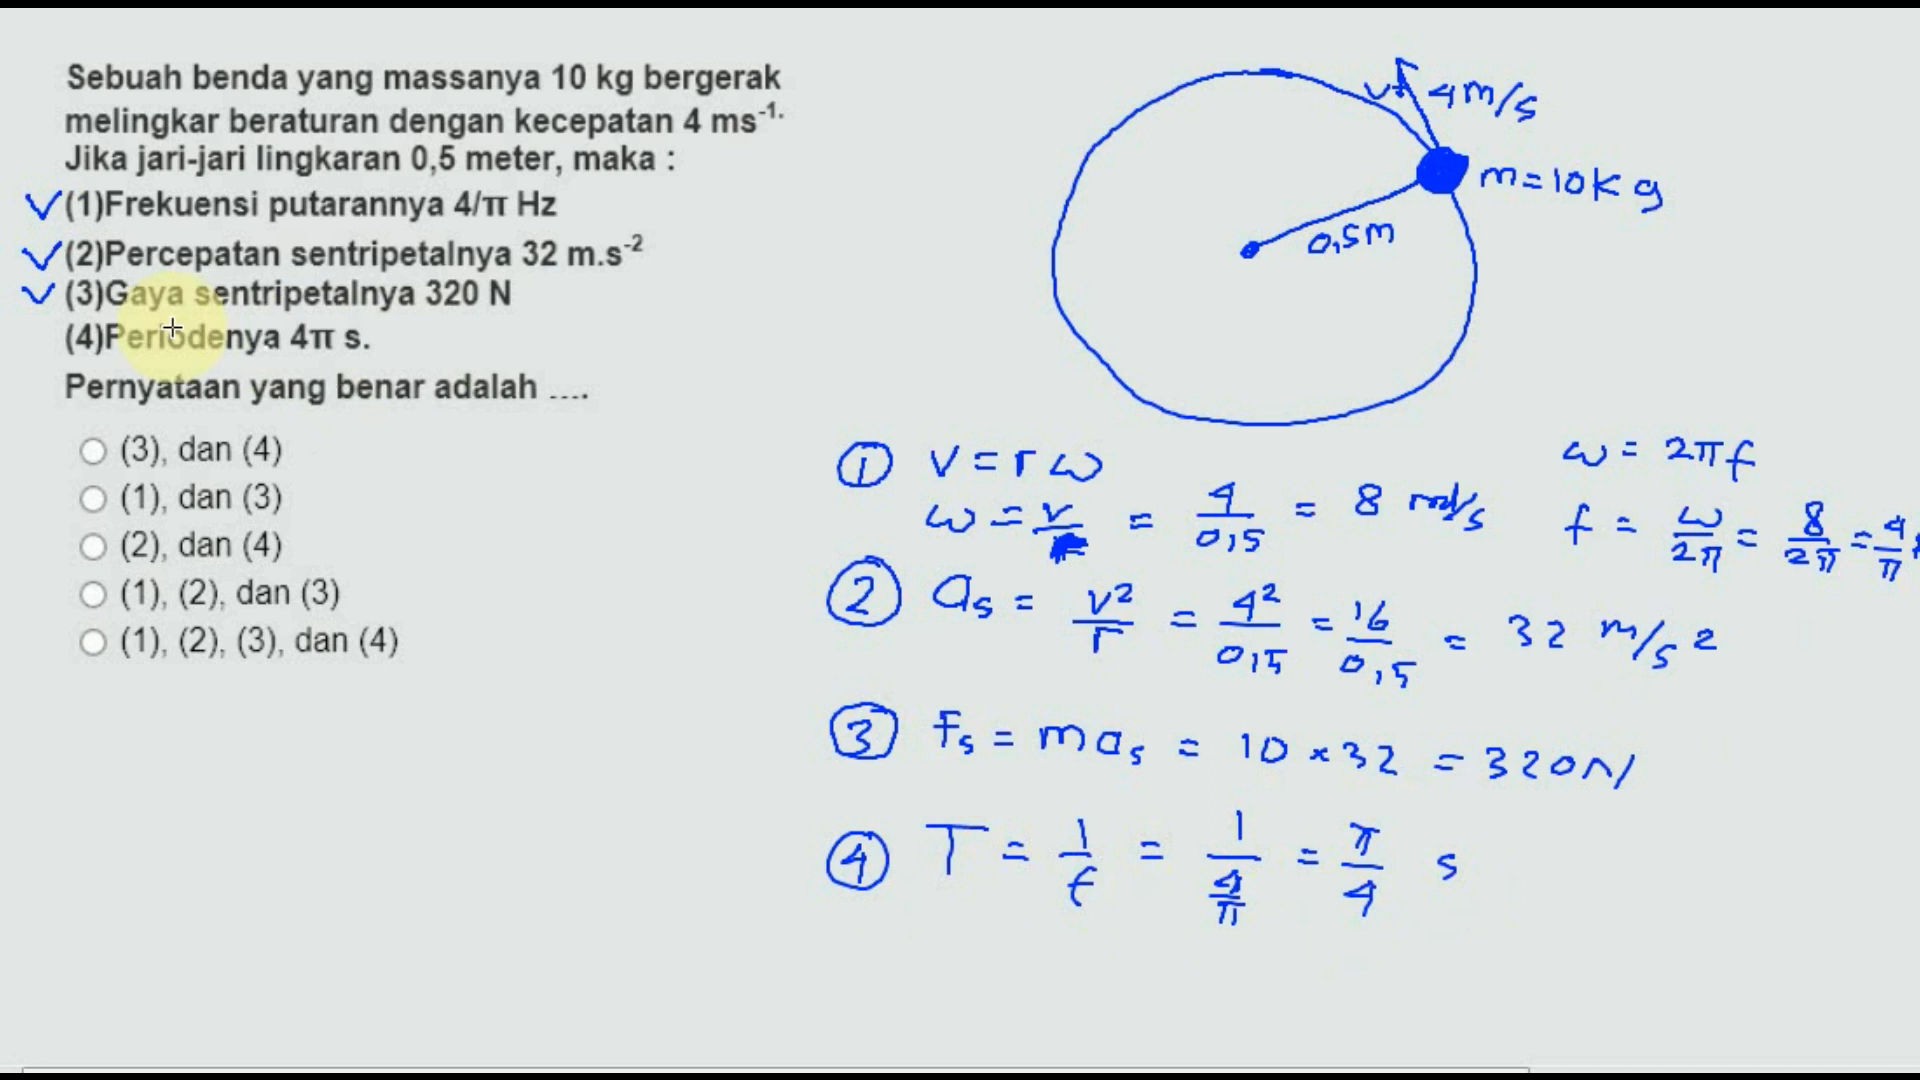 Sebuah benda yang massanya 10 kg bergerak
melingkar beraturan dengan kecepatan 4 ms⁻¹.
Jika jari-jari lingkaran 0,5 meter, maka :
✓(1)Frekuensi putarannya 4/π Hz
✓(2)Percepatan sentripetalnya 32 m.s⁻²
✓(3)Gaya sentripetalnya 320 N
(4)Periodenya 4π s.
Pernyataan yang benar adalah ....
(3), dan (4)
(1), dan (3)
(2), dan (4)
(1), (2), dan (3)
(1), (2), (3), dan (4)
4m/s
m=10kg
0,5m
① v=rω
ω=v/r = 4/0,5 = 8 rad/s
ω = 2πf
f = ω/2π = 8/2π = 4/π
② as = v²/r = 4²/0,5 = 16/0,5 = 32 m/s²
③ Fs = mas = 10×32 = 320N
④ T = 1/f = 1/(4/π) = π/4 s